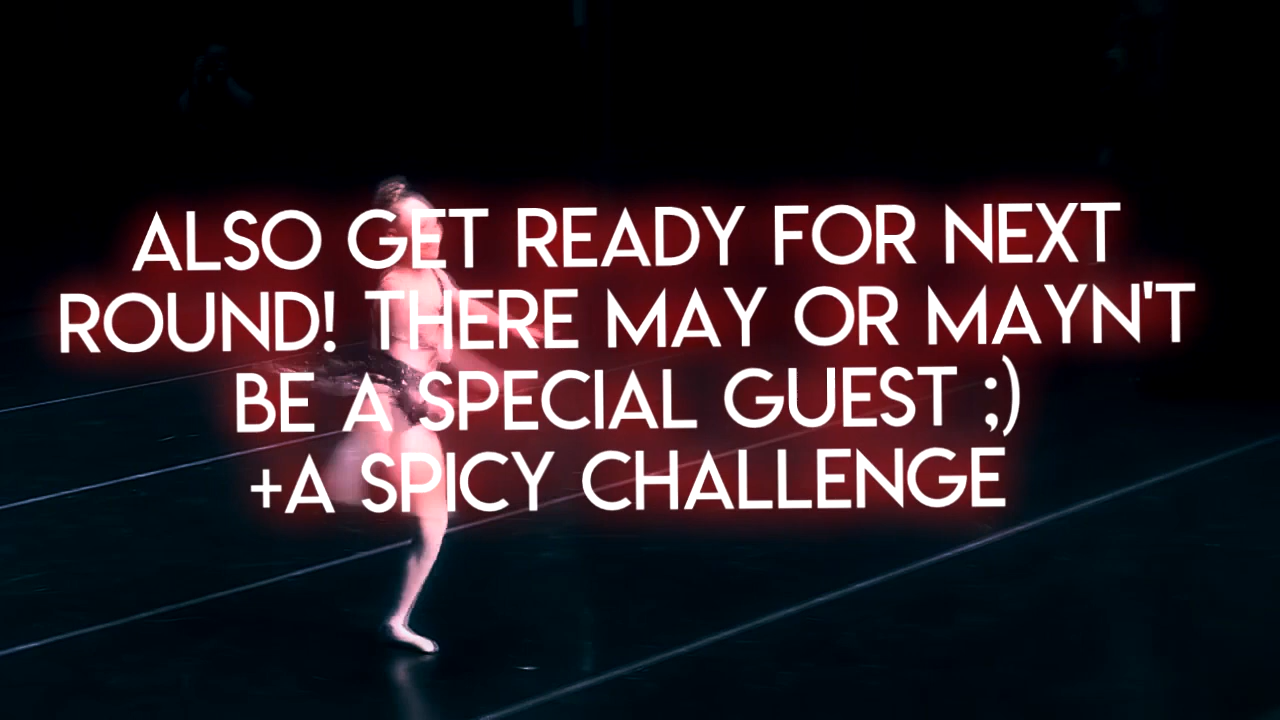 ALSO GET READY FOR NEXT
ROUND! THERE MAY OR MAYN'T
BE A SPECIAL GUEST ;)
+A SPICY CHALLENGE